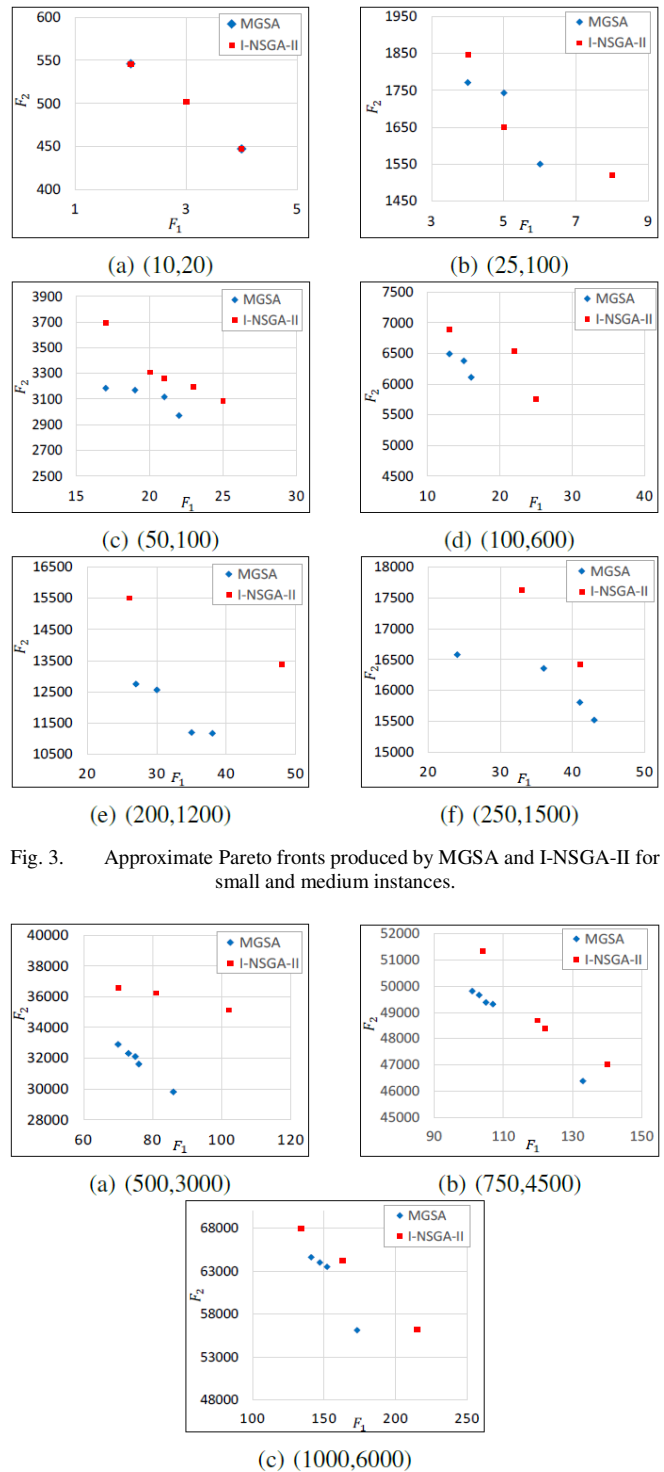 600
550
500
450
400
F2
1
3
5
F1
MGSA
I-NSGA-II
(a) (10,20)
1950
1850
1750
1650
1550
1450
F2
3
5
7
9
F1
MGSA
I-NSGA-II
(b) (25,100)
3900
3700
3500
3300
3100
2900
2700
2500
F2
15
20
25
30
F1
MGSA
I-NSGA-II
(c) (50,100)
7500
7000
6500
6000
5500
5000
4500
F2
10
20
30
40
F1
MGSA
I-NSGA-II
(d) (100,600)
16500
15500
14500
13500
12500
11500
10500
F2
20
30
40
50
F1
MGSA
I-NSGA-II
(e) (200,1200)
18000
17500
17000
16500
16000
15500
15000
F2
20
30
40
50
F1
MGSA
I-NSGA-II
(f) (250,1500)
Fig. 3. Approximate Pareto fronts produced by MGSA and I-NSGA-II for
small and medium instances.
40000
38000
36000
34000
32000
30000
28000
F2
60
80
100
120
F1
MGSA
I-NSGA-II
(a) (500,3000)
52000
51000
50000
49000
48000
47000
46000
45000
F2
90
110
130
150
F1
MGSA
I-NSGA-II
(b) (750,4500)
68000
63000
58000
53000
48000
F2
100
150
200
250
F1
MGSA
I-NSGA-II
(c) (1000,6000)